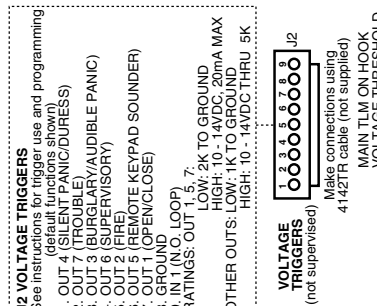 J2 VOLTAGE TRIGGERS
See instructions for trigger use and programming
(default functions shown)
OUT 4 (SILENT PANIC/DURESS)
OUT 7 (TROUBLE)
OUT 3 (BURGLARY/AUDIBLE PANIC)
OUT 6 (SUPERVISORY)
OUT 2 (FIRE)
OUT 5 (REMOTE KEYPAD SOUNDER)
OUT 1 (OPEN/CLOSE)
GROUND
IN 1 (N.O. LOOP)
RATINGS: OUT 1, 5, 7:
LOW: 2K TO GROUND
HIGH: 10 - 14VDC, 20mA MAX
OTHER OUTS: LOW: 1K TO GROUND
HIGH: 10 - 14VDC THRU 5K
VOLTAGE
TRIGGERS
(not supervised)
1 2 3 4 5 6 7 8 9
J2
Make connections using
4142TR cable (not supplied)
MAIN TLM ON HOOK
VOLTAGE THRESHOLD